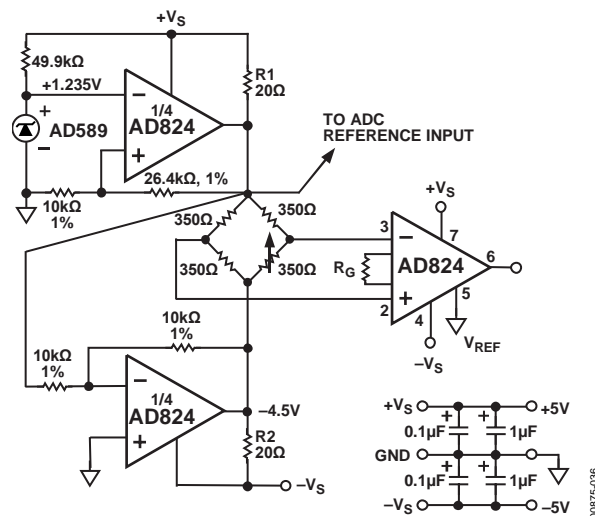 +VS
49.9kΩ
+1.235V
R1
20Ω
1/4
AD824
−
+
+
−
AD589
TO ADC
REFERENCE INPUT
26.4kΩ, 1%
10kΩ
1%
350Ω
350Ω
350Ω
350Ω
+VS
3
7
−
RG
AD824
6
+
2
4
5
−VS
VREF
10kΩ
1%
10kΩ
1%
−
1/4
AD824
+
−4.5V
R2
20Ω
−VS
+VS
+5V
+
+
0.1µF
1µF
GND
+
+
0.1µF
1µF
−VS
−5V
00875-036